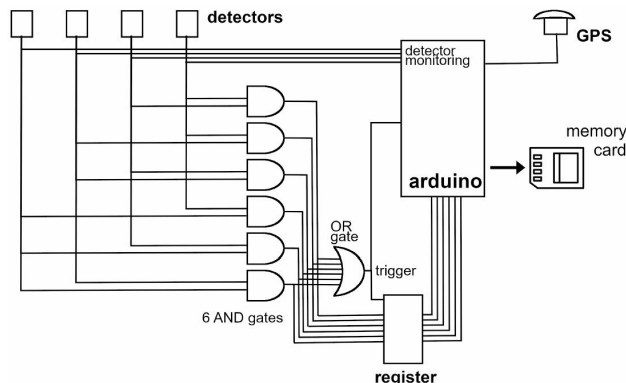 detectors
GPS
detector
monitoring
memory
card
arduino
OR
gate
trigger
6 AND gates
register